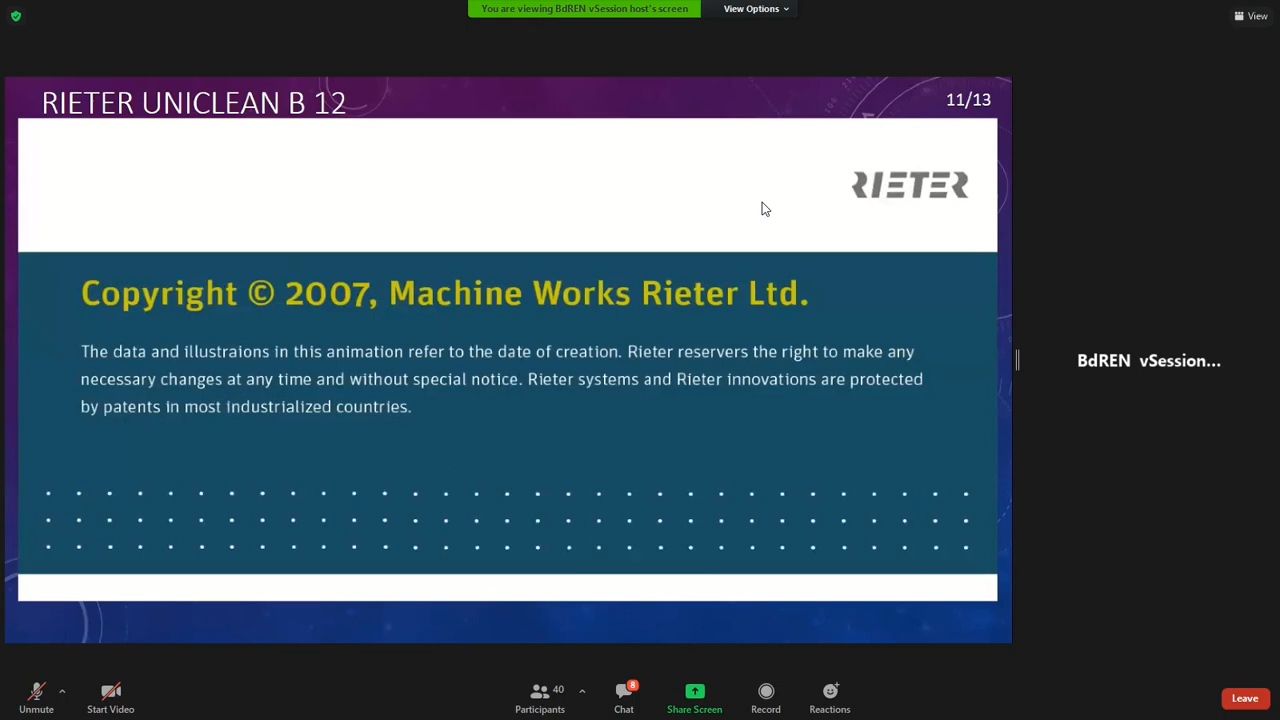 You are viewing BdREN vSession host's screen
View Options
View
RIETER UNICLEAN B 12
11/13
RIETER
Copyright © 2007, Machine Works Rieter Ltd.
The data and illustraions in this animation refer to the date of creation. Rieter reservers the right to make any
necessary changes at any time and without special notice. Rieter systems and Rieter innovations are protected
by patents in most industrialized countries.
BdREN vSession...
Unmute
Start Video
Participants
40
Chat
8
Share Screen
Record
Reactions
Leave